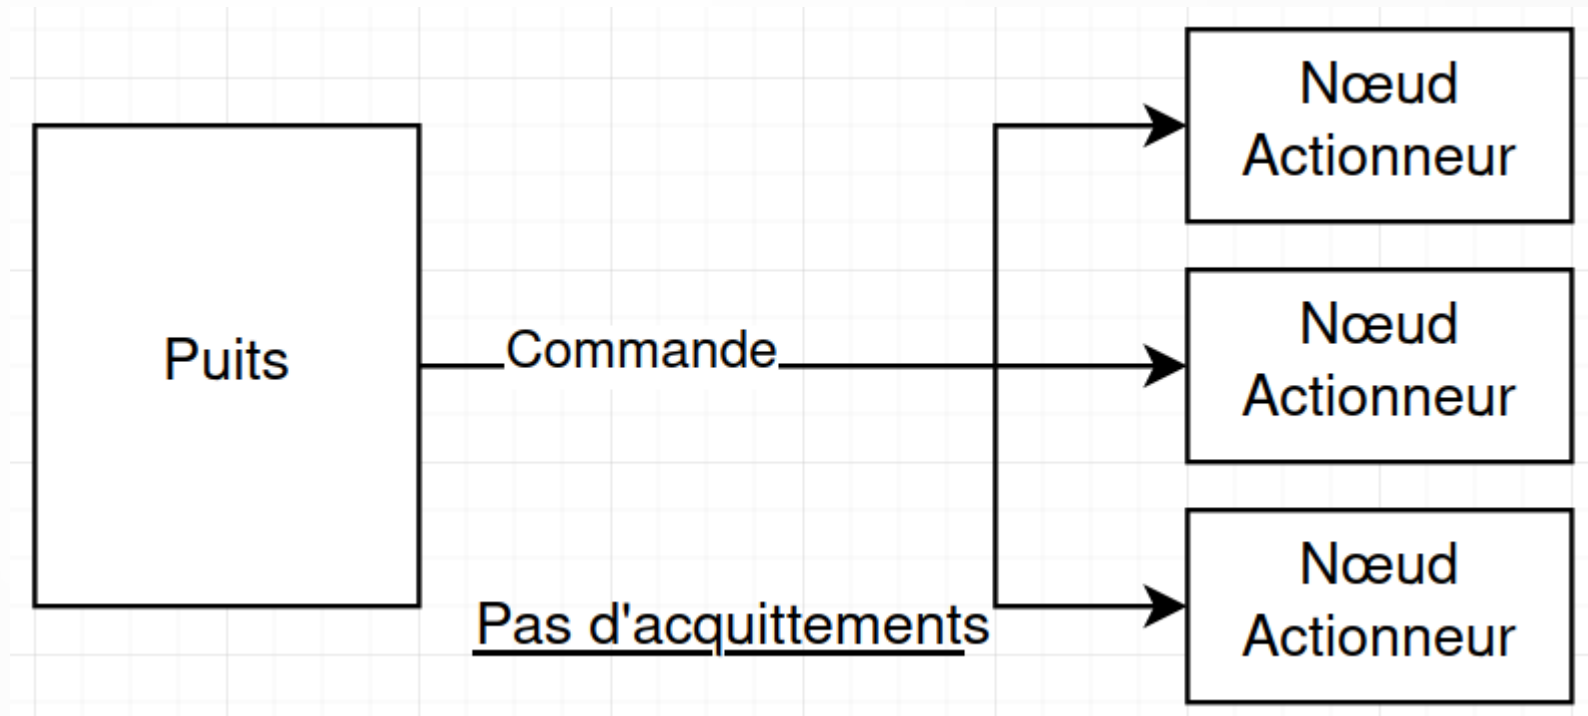 Puits
Commande
Pas d'acquittements
Nœud
Actionneur
Nœud
Actionneur
Nœud
Actionneur